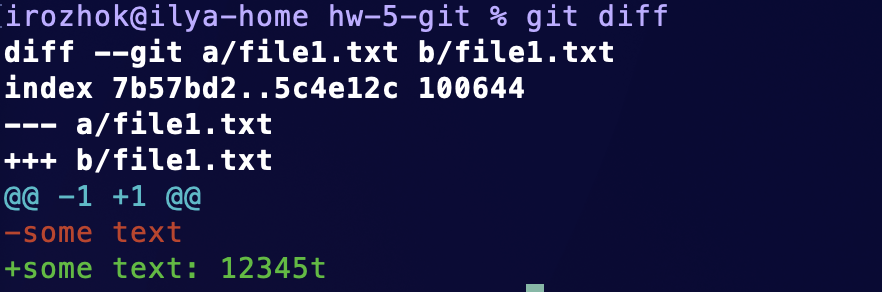 irozhok@ilya-home hw-5-git % git diff
diff --git a/file1.txt b/file1.txt
index 7b57bd2..5c4e12c 100644
--- a/file1.txt
+++ b/file1.txt
@@ -1 +1 @@
-some text
+some text: 12345t